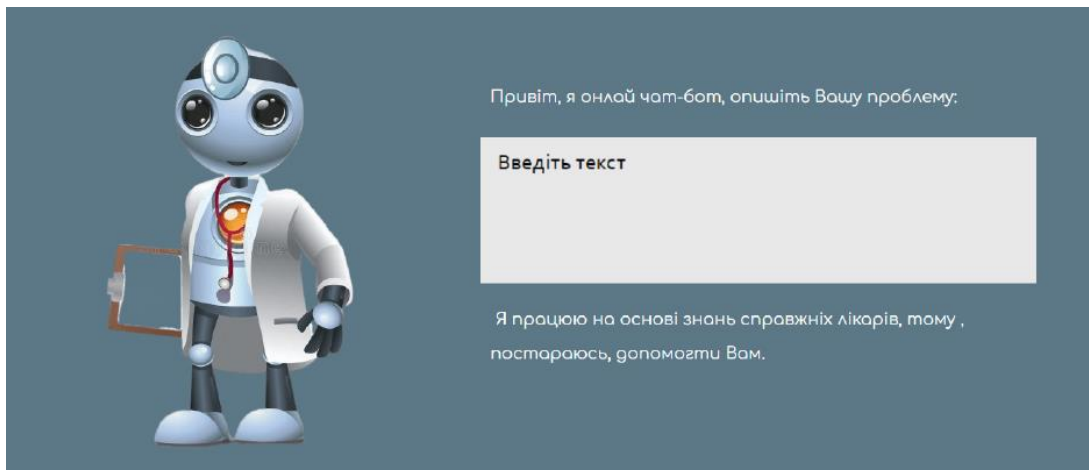 Привіт, я онлай чат-бот, опишіть Вашу проблему:
Введіть текст
Я працюю на основі знань справжніх лікарів, тому ,
постараюсь, допомогти Вам.